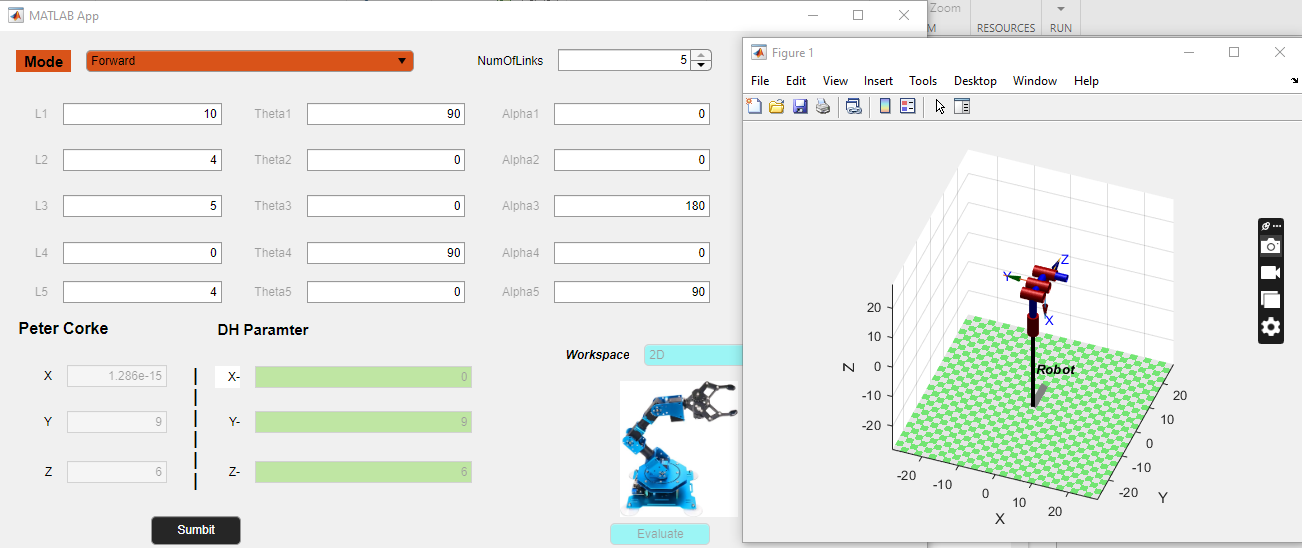 MATLAB App
Zoom
M
RESOURCES
RUN
Mode
Forward
NumOfLinks
5
L1 10 Theta1 90 Alpha1 0
L2 4 Theta2 0 Alpha2 0
L3 5 Theta3 0 Alpha3 180
L4 0 Theta4 90 Alpha4 0
L5 4 Theta5 0 Alpha5 90
Peter Corke
DH Paramter
Workspace 2D
X 1.286e-15 X- 0
Y 9 Y- 9
Z 6 Z- 6
Sumbit
Evaluate
Figure 1
File Edit View Insert Tools Desktop Window Help
Z
Y
X
Robot
20
10
0
-10
-20
Z
-20
-10
0
10
20
X
20
10
0
-10
-20
Y